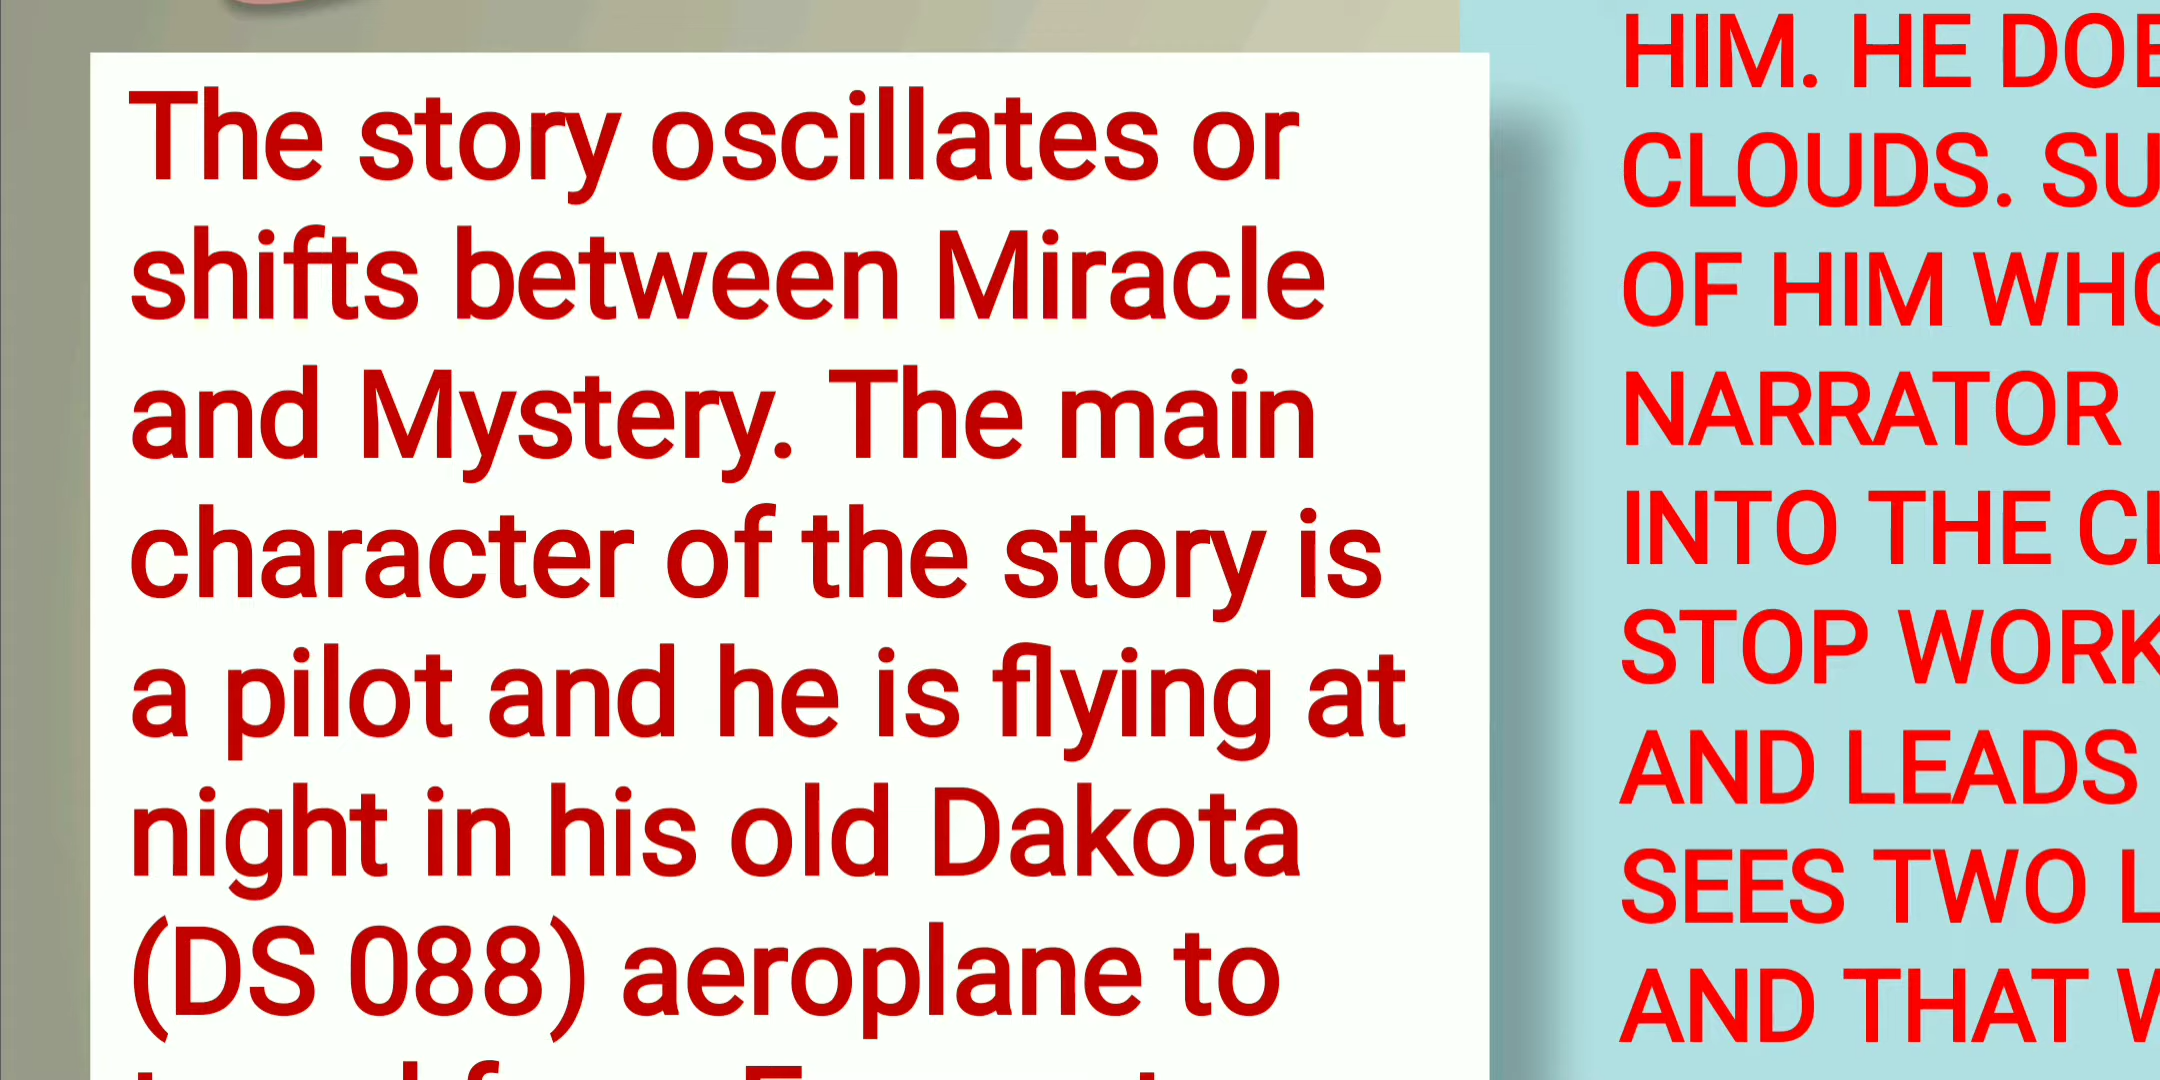 The story oscillates or
shifts between Miracle
and Mystery. The main
character of the story is
a pilot and he is flying at
night in his old Dakota
(DS 088) aeroplane to
HIM. HE
CLOUDS.
OF HIM
NARRATOR
INTO THE
STOP
AND LEADS
SEES TWO
AND THAT